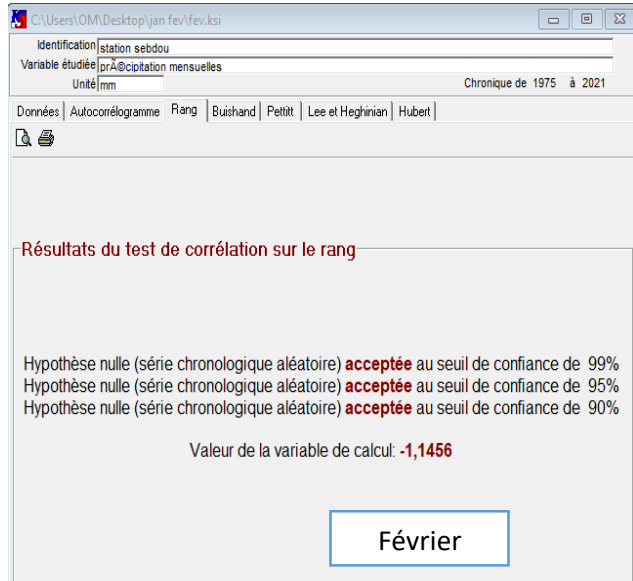 C:\Users\OM\Desktop\jan fev\fev.ksi
Identification station sebdou
Variable étudiée prÃ©cipitation mensuelles
Unité mm Chronique de 1975 à 2021
Données Autocorrélogramme Rang Buishand Pettitt Lee et Heghinian Hubert
Résultats du test de corrélation sur le rang
Hypothèse nulle (série chronologique aléatoire) acceptée au seuil de confiance de 99%
Hypothèse nulle (série chronologique aléatoire) acceptée au seuil de confiance de 95%
Hypothèse nulle (série chronologique aléatoire) acceptée au seuil de confiance de 90%
Valeur de la variable de calcul: -1,1456
Février